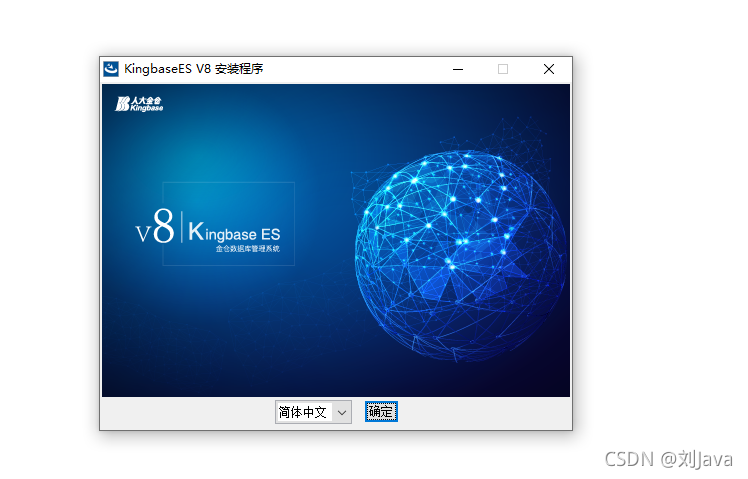 KingbaseES V8 安装程序
人大金仓
Kingbase
V8 Kingbase ES
金仓数据库管理系统
简体中文 确定
CSDN @刘Java